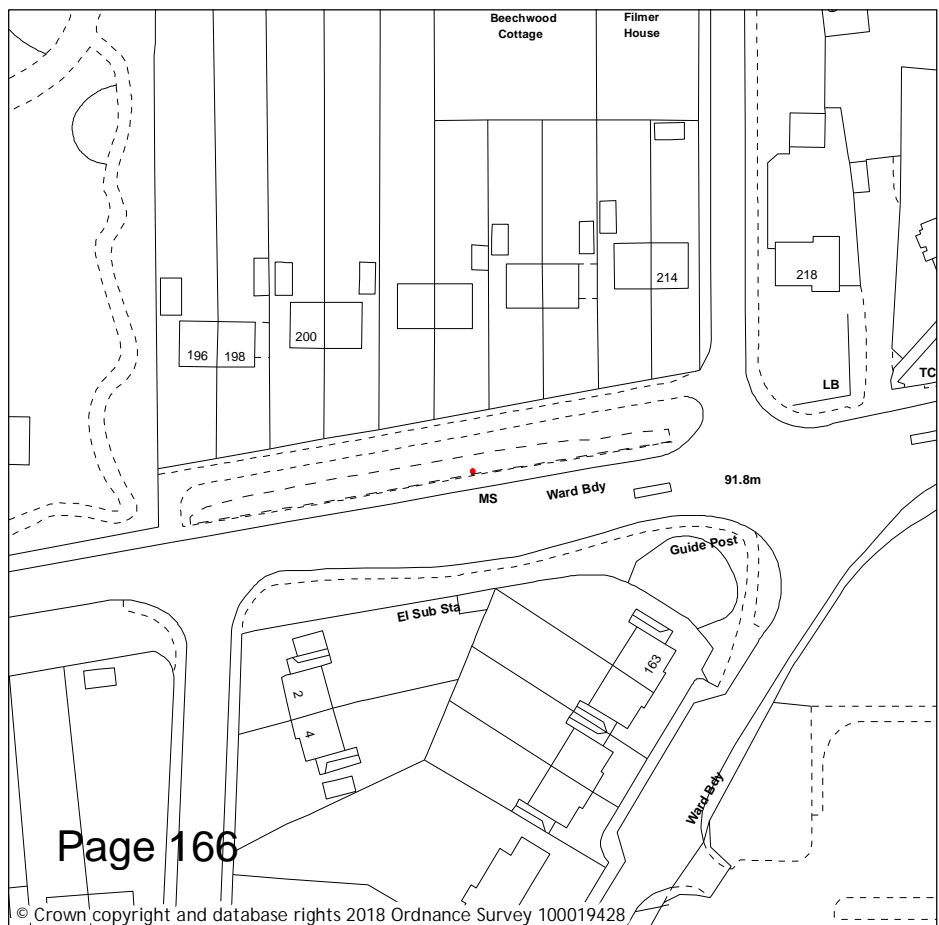 Beechwood
Cottage
Filmer
House
196
198
200
214
218
LB
TC
MS
Ward Bdy
91.8m
Guide Post
El Sub Sta
163
2
4
Ward Bdy
Page 166
© Crown copyright and database rights 2018 Ordnance Survey 100019428